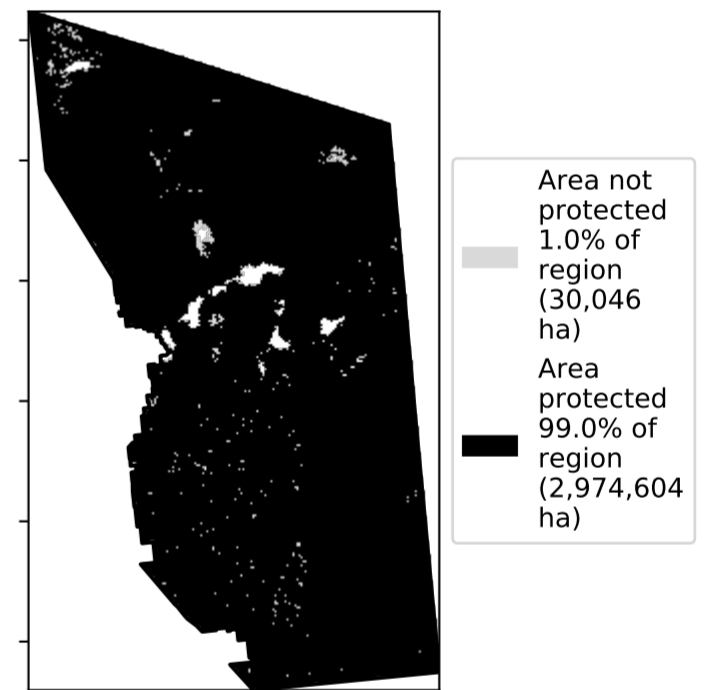 Area not
protected
1.0% of
region
(30,046
ha)
Area
protected
99.0% of
region
(2,974,604
ha)